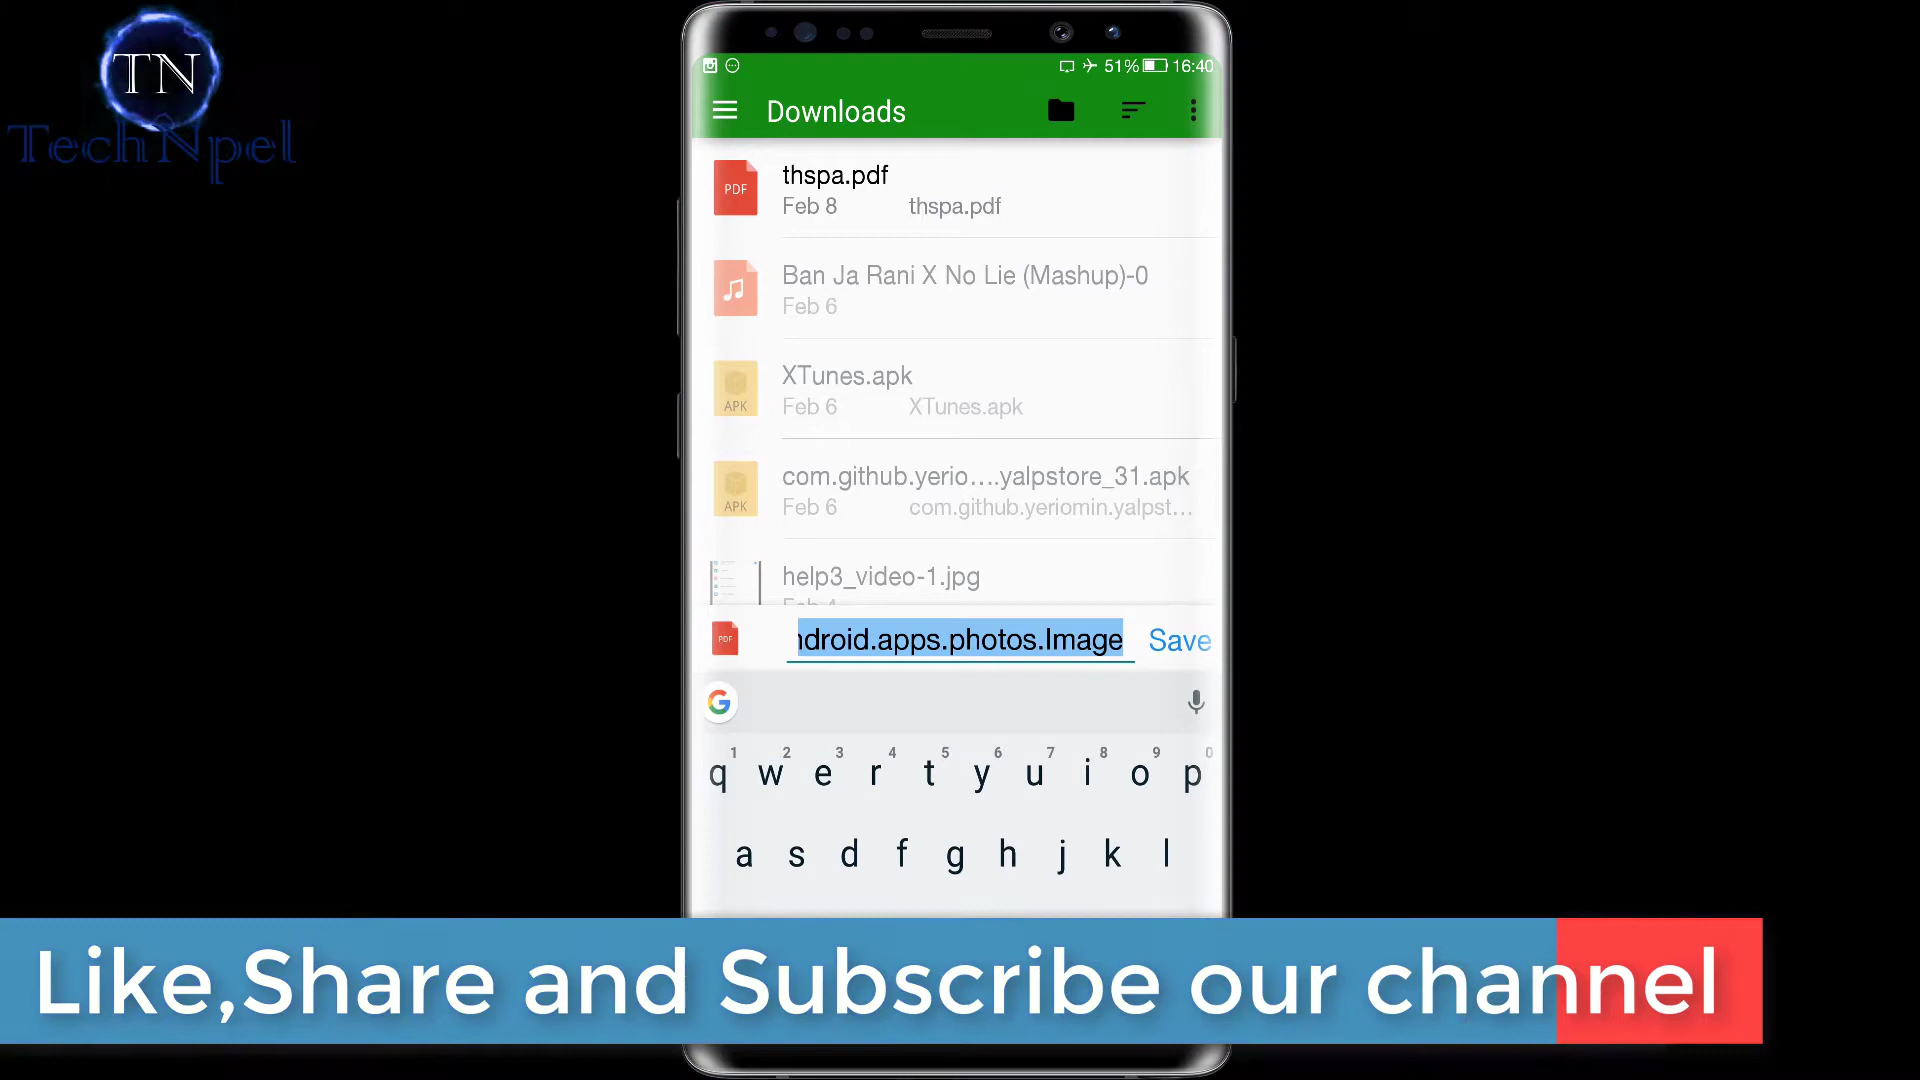 TN
TechNpel
51% 16:40
Downloads
PDF
thspa.pdf
Feb 8 thspa.pdf
Ban Ja Rani X No Lie (Mashup)-0
Feb 6
APK
XTunes.apk
Feb 6 XTunes.apk
APK
com.github.yerio....yalpstore_31.apk
Feb 6 com.github.yeriomin.yalpst...
help3_video-1.jpg
Feb 4
PDF
ndroid.apps.photos.Image Save
G
1 2 3 4 5 6 7 8 9 0
q w e r t y u i o p
a s d f g h j k l
Like,Share and Subscribe our channel